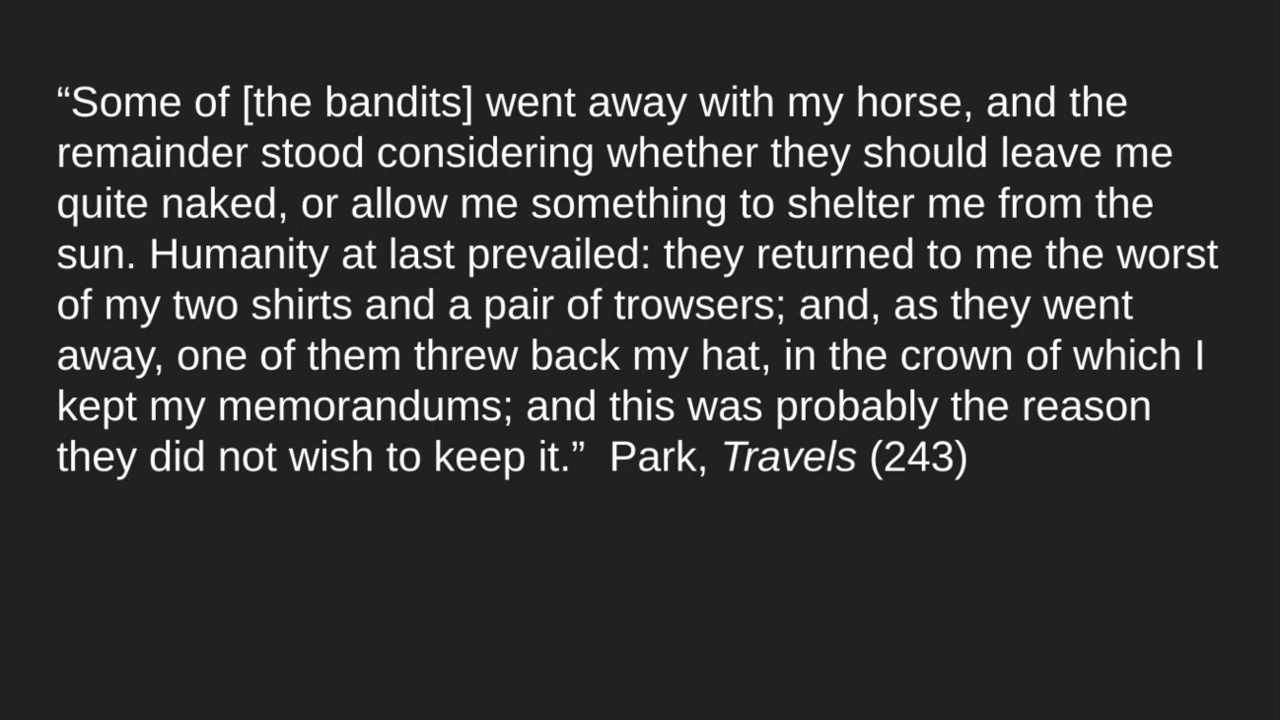 “Some of [the bandits] went away with my horse, and the
remainder stood considering whether they should leave me
quite naked, or allow me something to shelter me from the
sun. Humanity at last prevailed: they returned to me the worst
of my two shirts and a pair of trowsers; and, as they went
away, one of them threw back my hat, in the crown of which I
kept my memorandums; and this was probably the reason
they did not wish to keep it.”  Park, Travels (243)